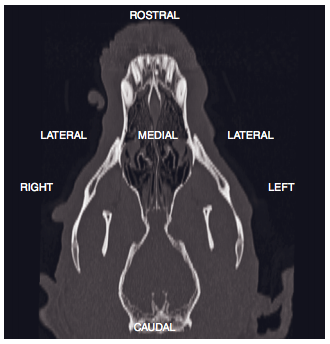 ROSTRAL
LATERAL
MEDIAL
LATERAL
RIGHT
LEFT
CAUDAL